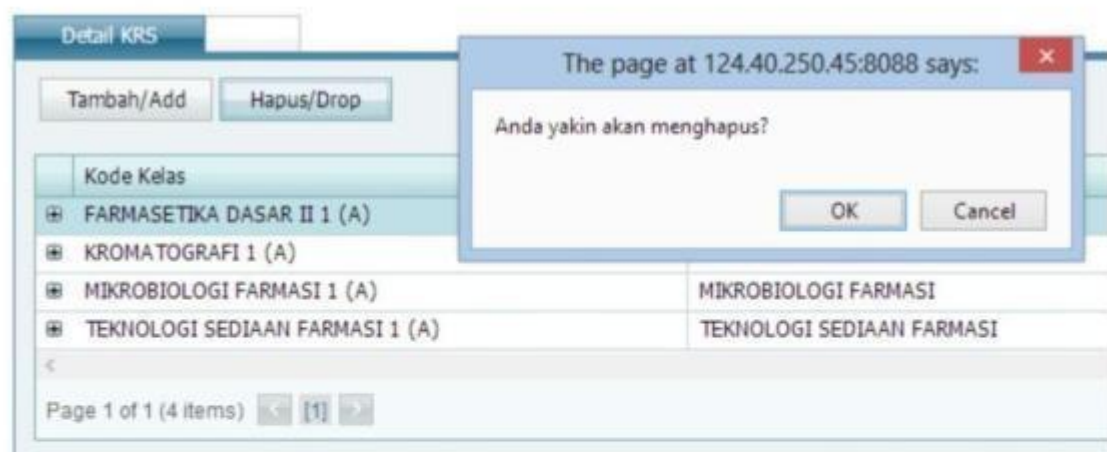 Detail KRS
The page at 124.40.250.45:8088 says:
Tambah/Add Hapus/Drop
Anda yakin akan menghapus?
OK Cancel
Kode Kelas
FARMASETIKA DASAR II 1 (A)
KROMATOGRAFI 1 (A)
MIKROBIOLOGI FARMASI 1 (A) MIKROBIOLOGI FARMASI
TEKNOLOGI SEDIAAN FARMASI 1 (A) TEKNOLOGI SEDIAAN FARMASI
Page 1 of 1 (4 items) [1]